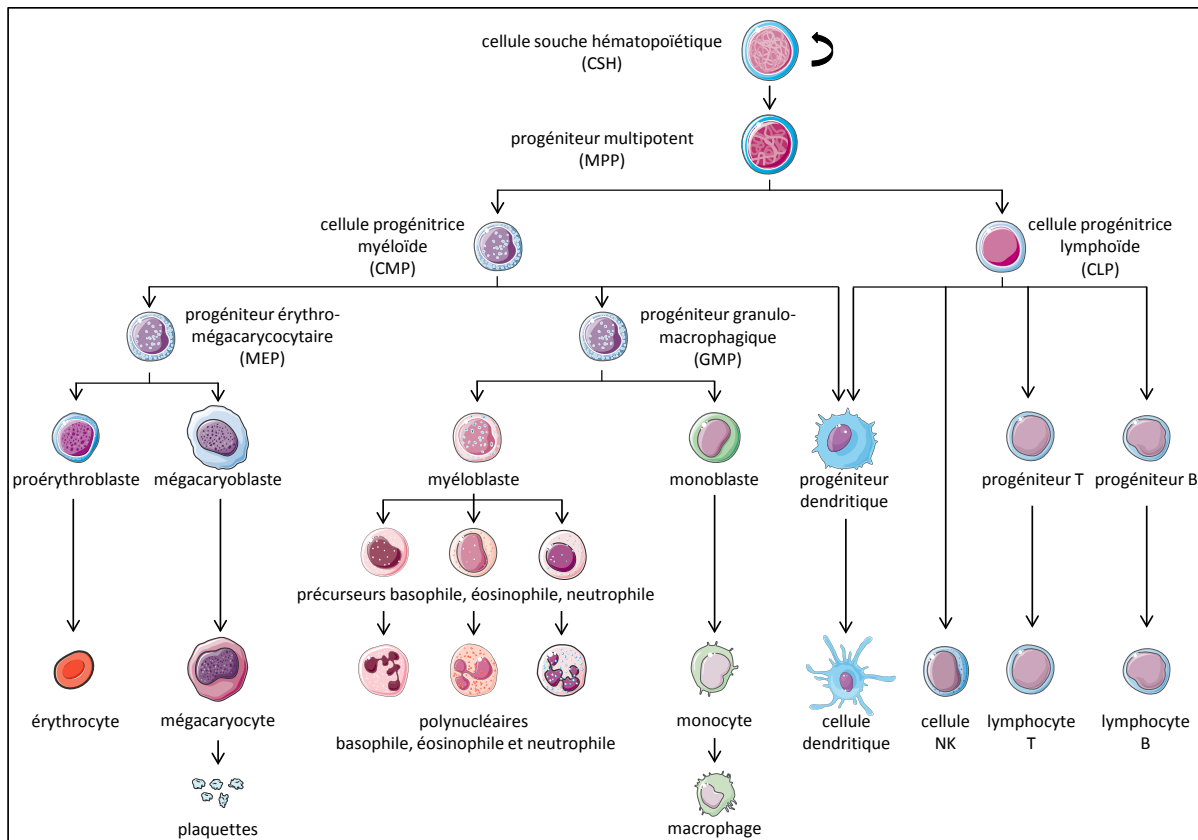 cellule souche hématopoïétique
(CSH)
progéniteur multipotent
(MPP)
cellule progénitrice
myéloïde
(CMP)
cellule progénitrice
lymphoïde
(CLP)
progéniteur érythro-
mégacarycocytaire
(MEP)
progéniteur granulo-
macrophagique
(GMP)
proérythroblaste
mégacaryoblaste
myéloblaste
monoblaste
progéniteur
dendritique
progéniteur T
progéniteur B
précurseurs basophile, éosinophile, neutrophile
érythrocyte
mégacaryocyte
polynucléaires
basophile, éosinophile et neutrophile
monocyte
cellule
dendritique
cellule
NK
lymphocyte
T
lymphocyte
B
plaquettes
macrophage